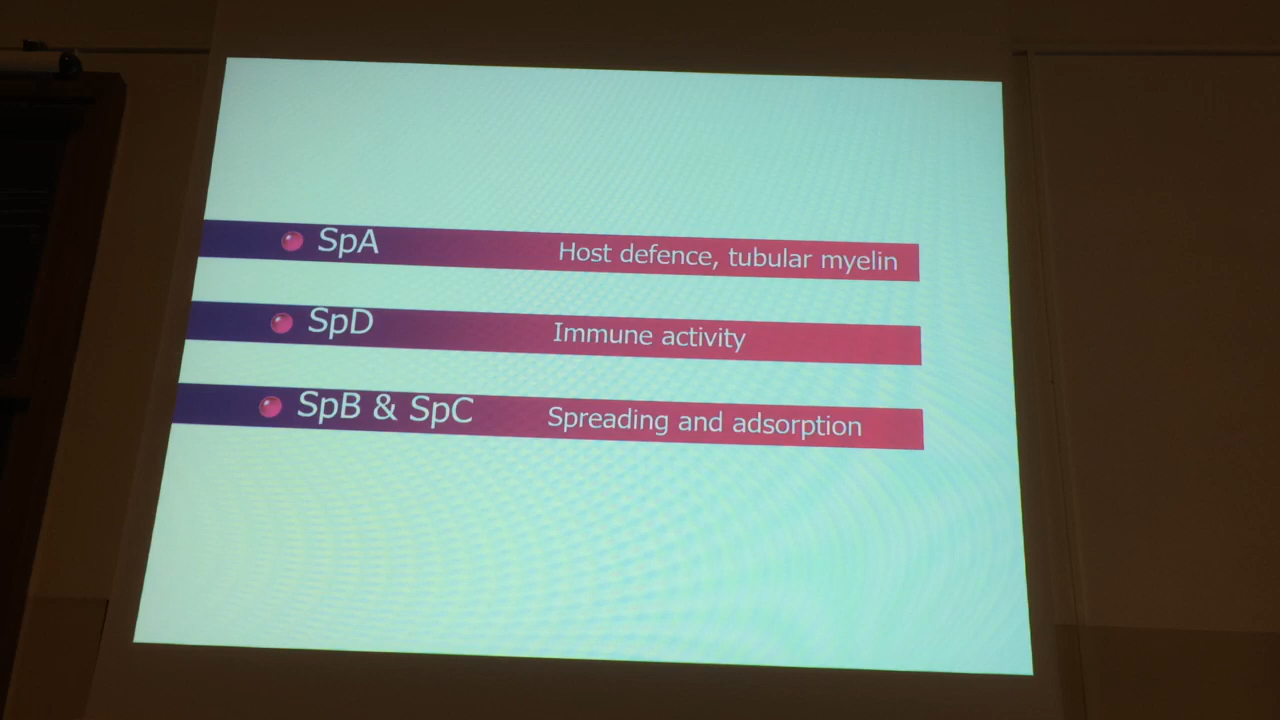 SpA Host defence, tubular myelin
SpD Immune activity
SpB & SpC Spreading and adsorption